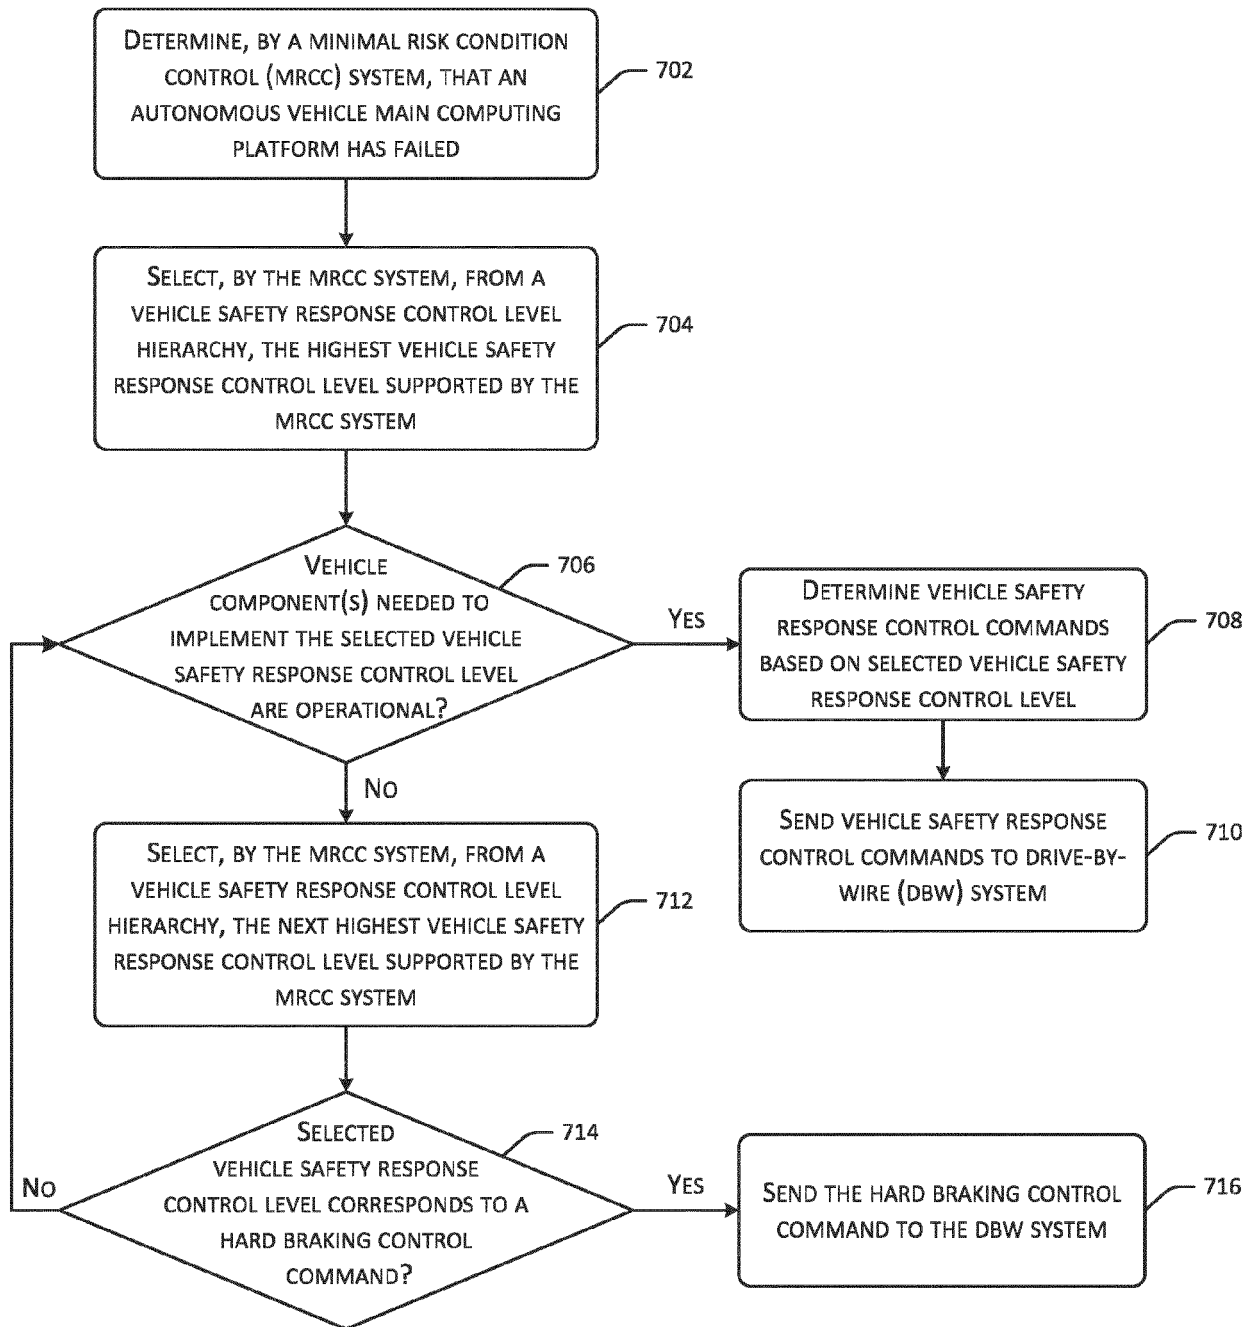 DETERMINE, BY A MINIMAL RISK CONDITION
CONTROL (MRCC) SYSTEM, THAT AN
AUTONOMOUS VEHICLE MAIN COMPUTING
PLATFORM HAS FAILED
702
SELECT, BY THE MRCC SYSTEM, FROM A
VEHICLE SAFETY RESPONSE CONTROL LEVEL
HIERARCHY, THE HIGHEST VEHICLE SAFETY
RESPONSE CONTROL LEVEL SUPPORTED BY THE
MRCC SYSTEM
704
VEHICLE
COMPONENT(S) NEEDED TO
IMPLEMENT THE SELECTED VEHICLE
SAFETY RESPONSE CONTROL LEVEL
ARE OPERATIONAL?
706
YES
DETERMINE VEHICLE SAFETY
RESPONSE CONTROL COMMANDS
BASED ON SELECTED VEHICLE SAFETY
RESPONSE CONTROL LEVEL
708
SEND VEHICLE SAFETY RESPONSE
CONTROL COMMANDS TO DRIVE-BY-
WIRE (DBW) SYSTEM
710
NO
SELECT, BY THE MRCC SYSTEM, FROM A
VEHICLE SAFETY RESPONSE CONTROL LEVEL
HIERARCHY, THE NEXT HIGHEST VEHICLE SAFETY
RESPONSE CONTROL LEVEL SUPPORTED BY THE
MRCC SYSTEM
712
SELECTED
VEHICLE SAFETY RESPONSE
CONTROL LEVEL CORRESPONDS TO A
HARD BRAKING CONTROL
COMMAND?
714
NO
YES
SEND THE HARD BRAKING CONTROL
COMMAND TO THE DBW SYSTEM
716